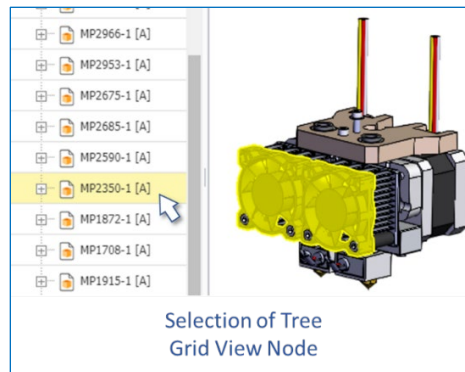 MP2966-1 [A]
MP2953-1 [A]
MP2675-1 [A]
MP2685-1 [A]
MP2590-1 [A]
MP2350-1 [A]
MP1872-1 [A]
MP1708-1 [A]
MP1915-1 [A]
Selection of Tree
Grid View Node